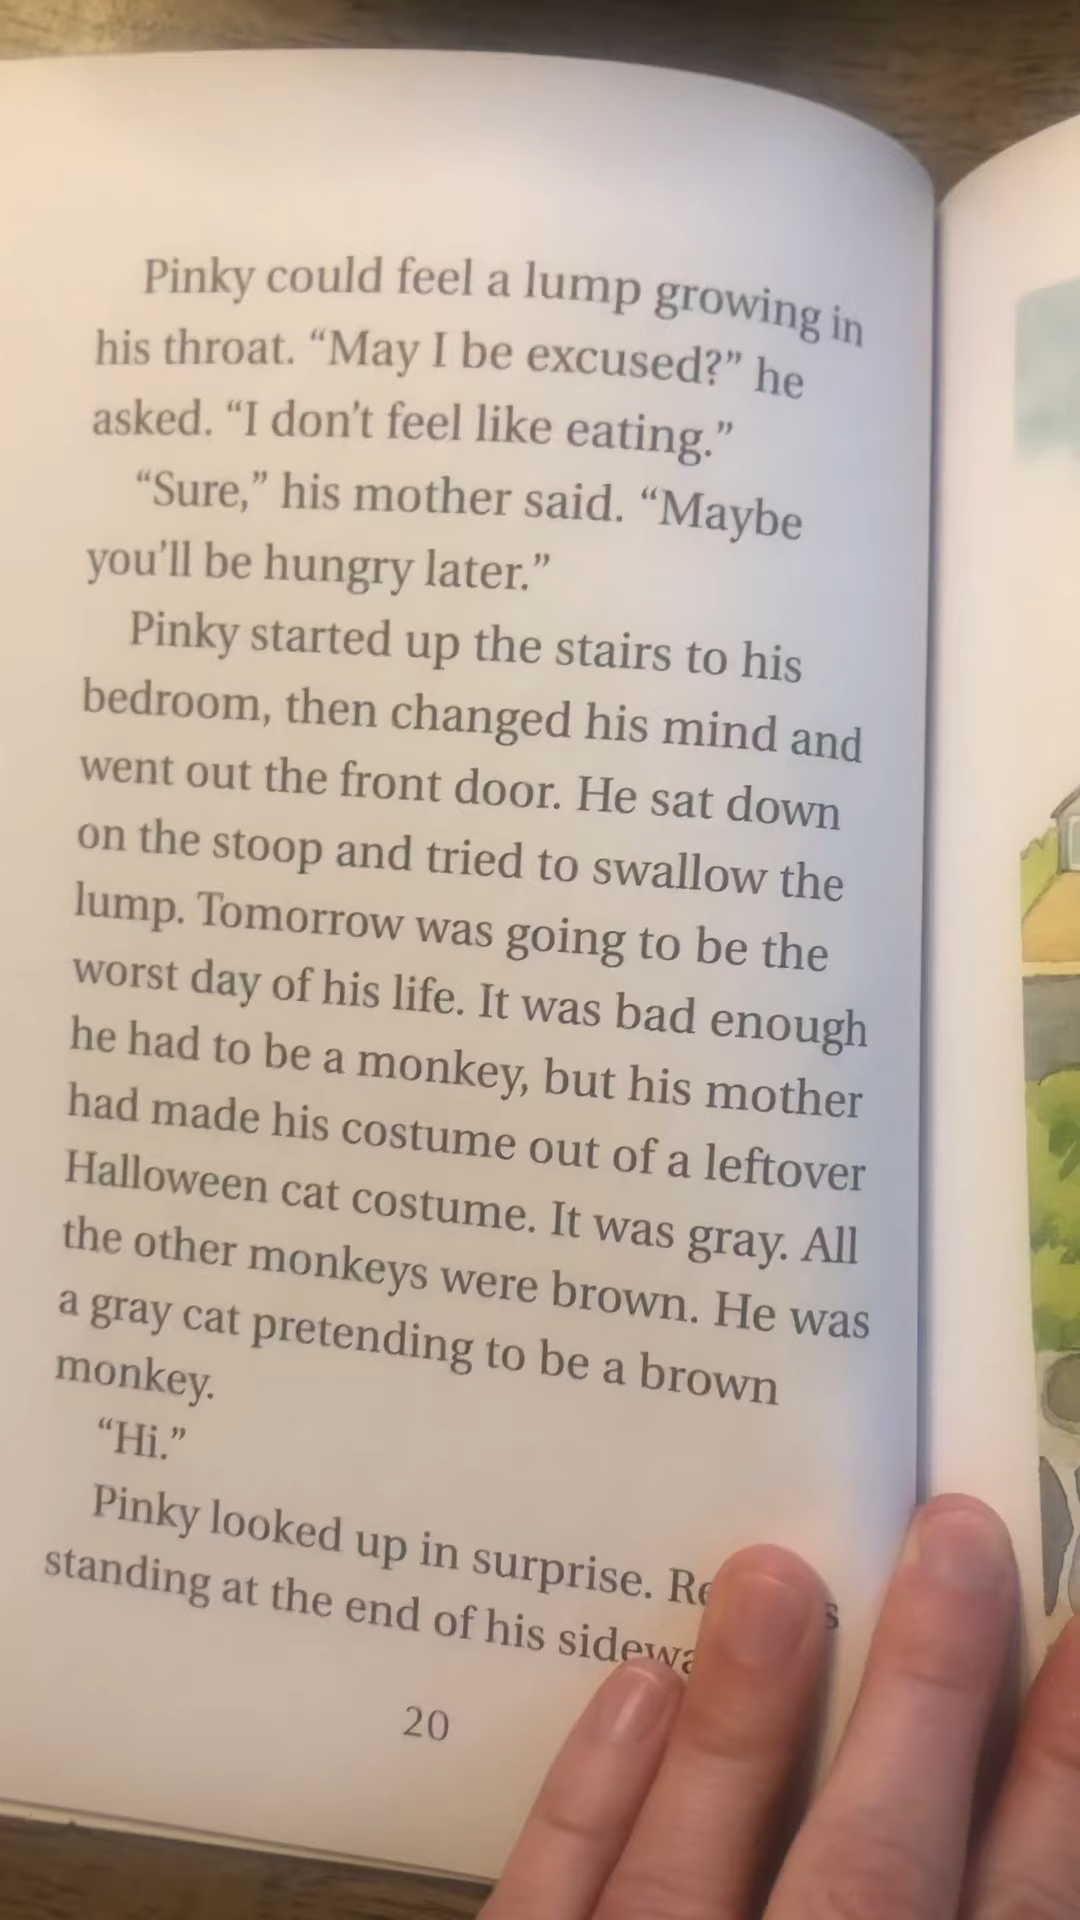 Pinky could feel a lump growing in
his throat. “May I be excused?” he
asked. “I don’t feel like eating.”
“Sure,” his mother said. “Maybe
you’ll be hungry later.”
Pinky started up the stairs to his
bedroom, then changed his mind and
went out the front door. He sat down
on the stoop and tried to swallow the
lump. Tomorrow was going to be the
worst day of his life. It was bad enough
he had to be a monkey, but his mother
had made his costume out of a leftover
Halloween cat costume. It was gray. All
the other monkeys were brown. He was
a gray cat pretending to be a brown
monkey.
“Hi.”
Pinky looked up in surprise.
standing at the end of his
20